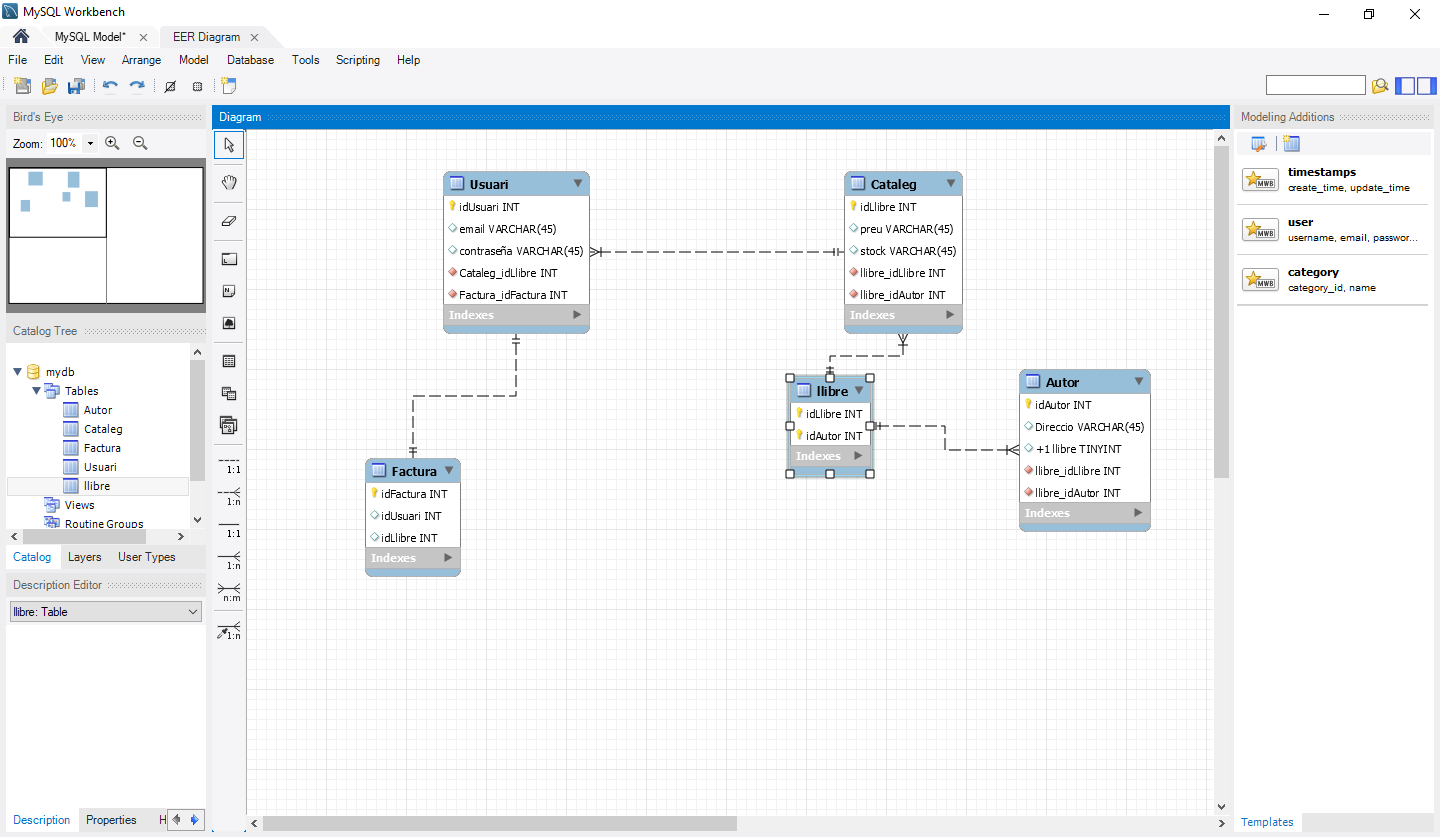 MySQL Workbench
MySQL Model* EER Diagram
File Edit View Arrange Model Database Tools Scripting Help
Bird's Eye
Zoom: 100%
Catalog Tree
mydb
Tables
Autor
Cataleg
Factura
Usuari
llibre
Views
Routine Groups
Catalog Layers User Types
Description Editor
llibre: Table
Description Properties H
Diagram
1:1
1:n
1:1
1:n
n:m
1:n
Usuari
idUsuari INT
email VARCHAR(45)
contraseña VARCHAR(45)
Cataleg_idLlibre INT
Factura_idFactura INT
Indexes
Cataleg
idLlibre INT
preu VARCHAR(45)
stock VARCHAR(45)
llibre_idLlibre INT
llibre_idAutor INT
Indexes
llibre
idLlibre INT
idAutor INT
Indexes
Autor
idAutor INT
Direccio VARCHAR(45)
+1 llibre TINYINT
llibre_idLlibre INT
llibre_idAutor INT
Indexes
Factura
idFactura INT
idUsuari INT
idLlibre INT
Indexes
Modeling Additions
MWB
timestamps
create_time, update_time
MWB
user
username, email, passwor...
MWB
category
category_id, name
Templates